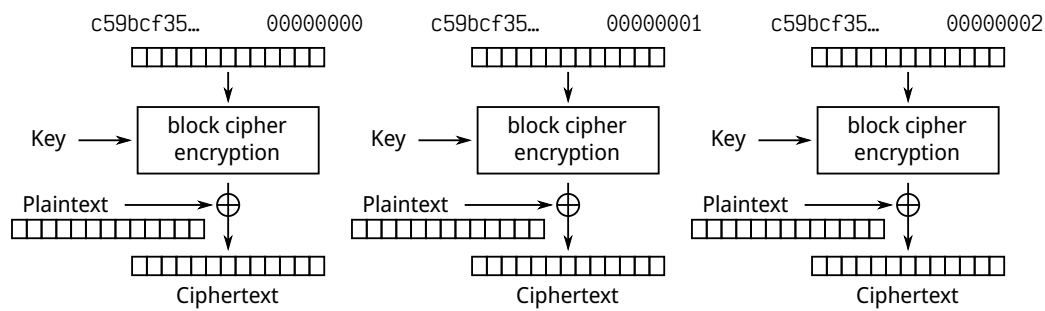 c59bcf35… 00000000 c59bcf35… 00000001 c59bcf35… 00000002
block cipher encryption block cipher encryption block cipher encryption
Key Key Key
Plaintext Plaintext Plaintext
Ciphertext Ciphertext Ciphertext